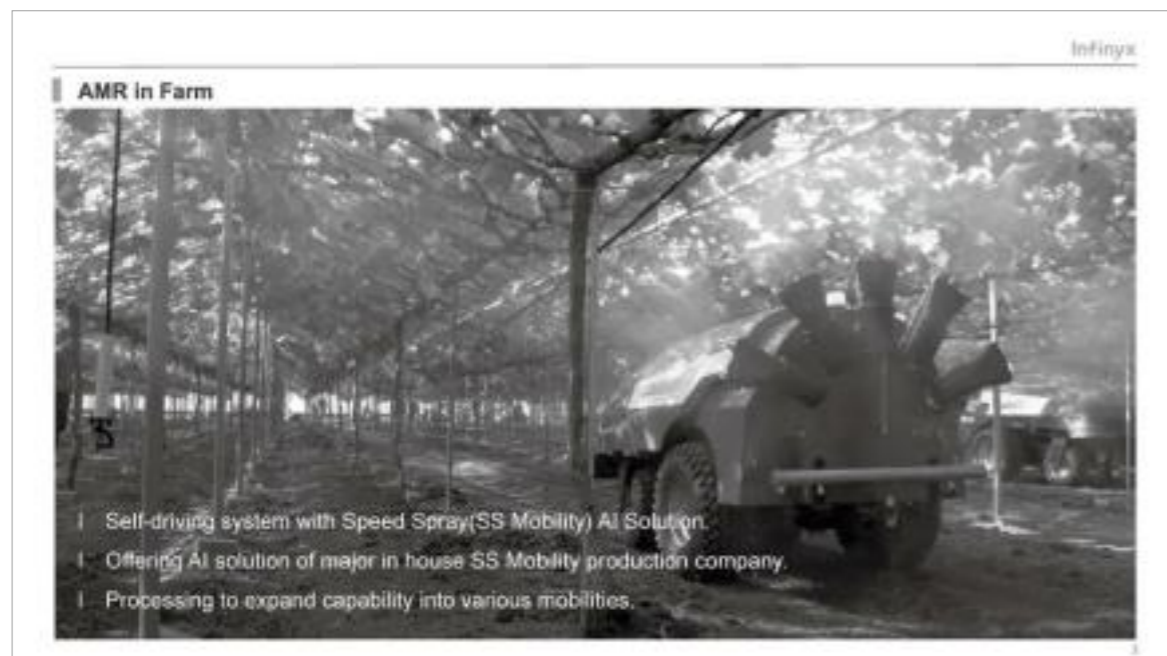 Infinyx
AMR in Farm
Self-driving system with Speed Spray(SS Mobility) AI Solution.
Offering AI solution of major in house SS Mobility production company.
Processing to expand capability into various mobilities.